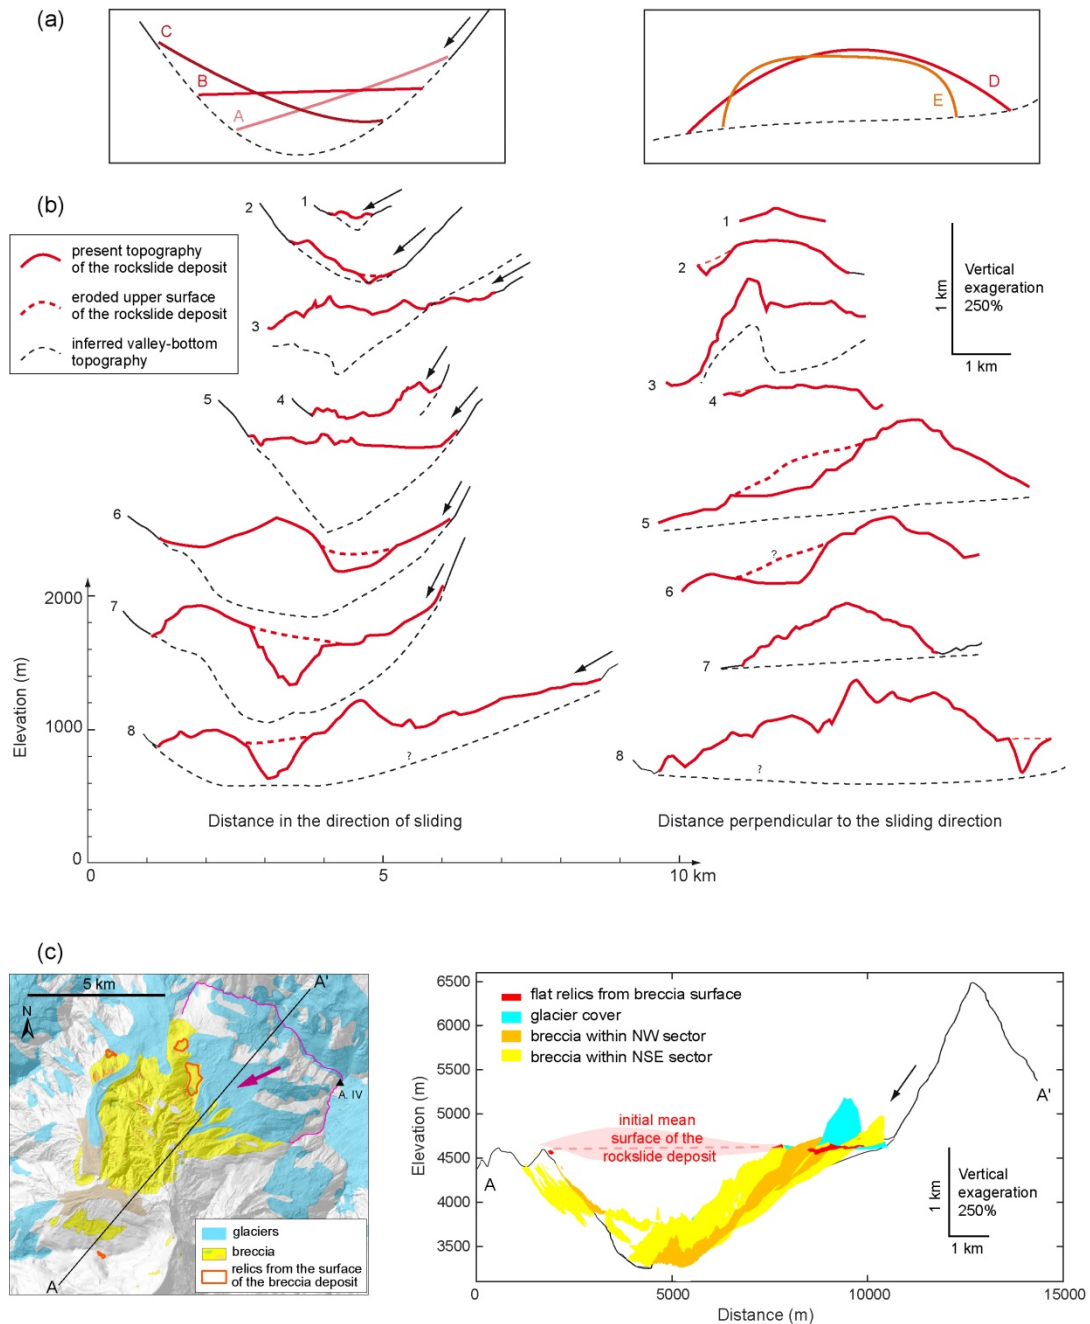 (a)
C
B
A
D
E
(b)
present topography
of the rockslide deposit
eroded upper surface
of the rockslide deposit
inferred valley-bottom
topography
1
2
3
4
5
6
7
8
?
1
2
3
4
5
6
?
7
8
?
1 km
Vertical
exageration
250%
1 km
Elevation (m)
2000
1000
0
Distance in the direction of sliding
Distance perpendicular to the sliding direction
0
5
10 km
(c)
5 km
A'
N
A. IV
A
glaciers
breccia
relics from the surface
of the breccia deposit
6500
6000
5500
5000
4500
4000
3500
Elevation (m)
flat relics from breccia surface
glacier cover
breccia within NW sector
breccia within NSE sector
initial mean
surface of the
rockslide deposit
A
A'
1 km
Vertical
exageration
250%
1 km
0
5000
10000
15000
Distance (m)